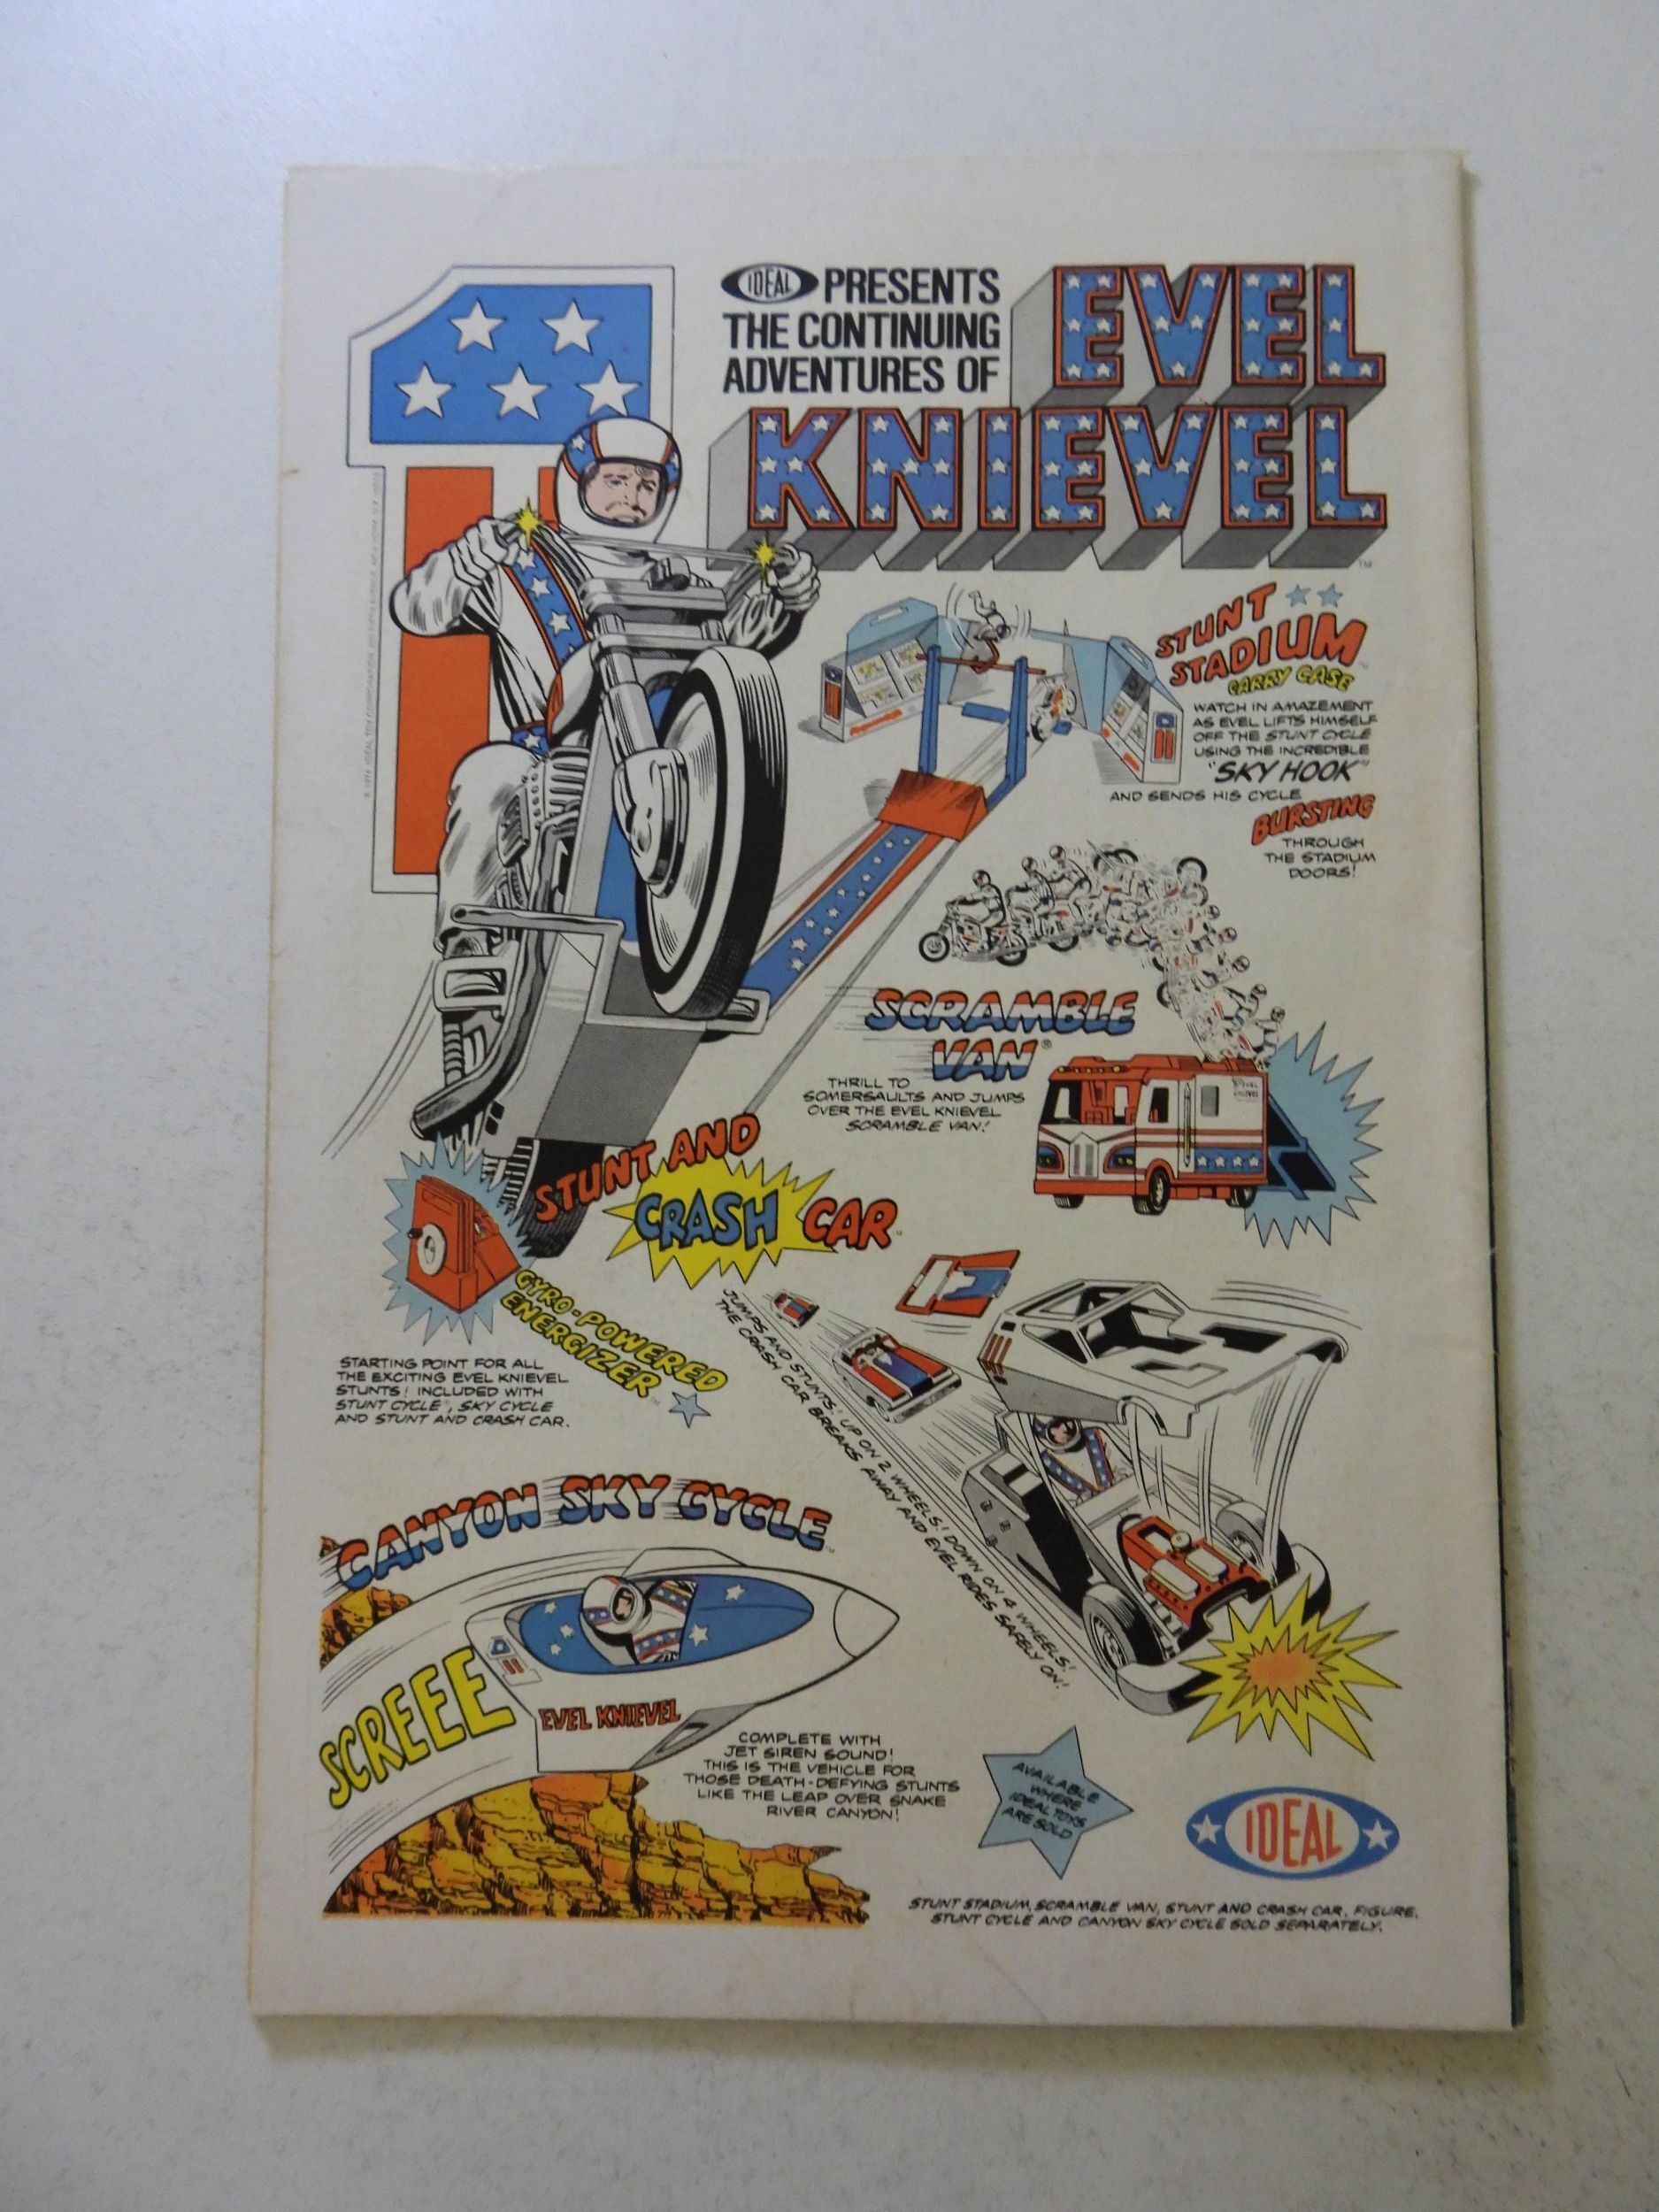 IDEAL PRESENTS
THE CONTINUING
ADVENTURES OF
EVEL
KNIEVEL
TM
STUNT
STADIUM
CARRY CASE
WATCH IN AMAZEMENT
AS EVEL LIFTS HIMSELF
OFF THE STUNT CYCLE
USING THE INCREDIBLE
"SKY HOOK"
AND SENDS HIS CYCLE
BURSTING
THROUGH
THE STADIUM
DOORS!
SCRAMBLE
VAN®
THRILL TO
SOMERSAULTS AND JUMPS
OVER THE EVEL KNIEVEL
SCRAMBLE VAN!
STUNT AND
CRASH CAR
GYRO-POWERED
ENERGIZER
STARTING POINT FOR ALL
THE EXCITING EVEL KNIEVEL
STUNTS! INCLUDED WITH
STUNT CYCLE, SKY CYCLE
AND STUNT AND CRASH CAR.
JUMPS AND STUNTS! UP ON 2 WHEELS! DOWN ON 4 WHEELS!
THE CRASH CAR BREAKS AWAY AND EVEL RIDES SAFELY ON!
CANYON SKY CYCLE
SCREEE
EVEL KNIEVEL
COMPLETE WITH
JET SIREN SOUND!
THIS IS THE VEHICLE FOR
THOSE DEATH-DEFYING STUNTS
LIKE THE LEAP OVER SNAKE
RIVER CANYON!
AVAILABLE
WHERE
IDEAL TOYS
ARE SOLD
IDEAL
STUNT STADIUM, SCRAMBLE VAN, STUNT AND CRASH CAR, FIGURE,
STUNT CYCLE AND CANYON SKY CYCLE SOLD SEPARATELY.